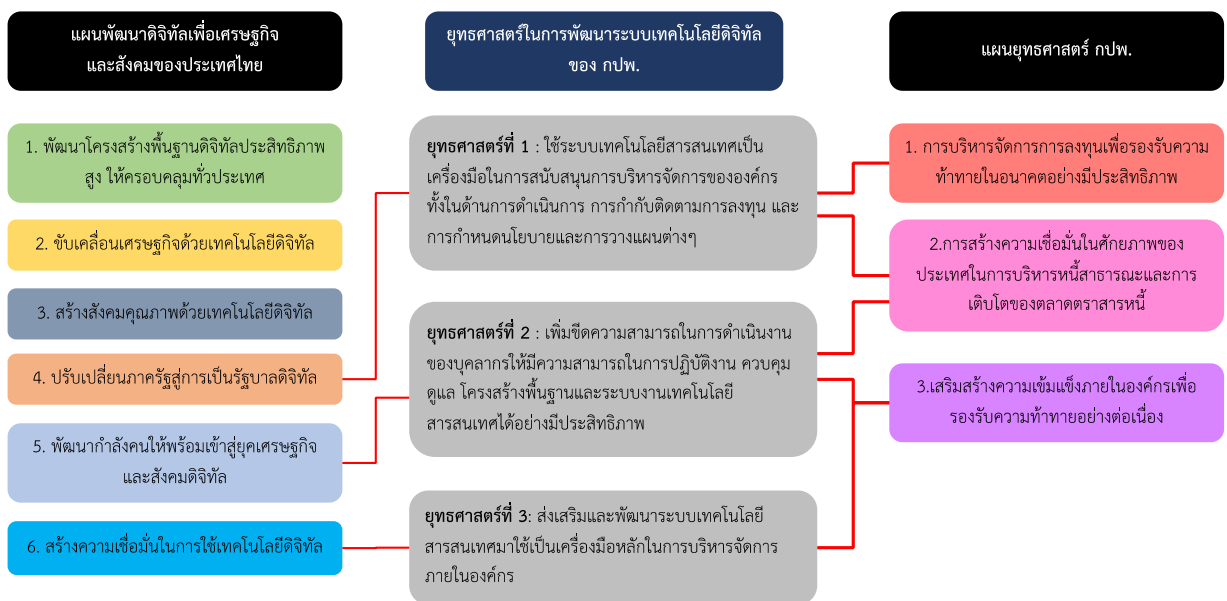 แผนพัฒนาดิจิทัลเพื่อเศรษฐกิจ
และสังคมของประเทศไทย
1. พัฒนาโครงสร้างพื้นฐานดิจิทัลประสิทธิภาพ
สูง ให้ครอบคลุมทั่วประเทศ
2. ขับเคลื่อนเศรษฐกิจด้วยเทคโนโลยีดิจิทัล
3. สร้างสังคมคุณภาพด้วยเทคโนโลยีดิจิทัล
4. ปรับเปลี่ยนภาครัฐสู่การเป็นรัฐบาลดิจิทัล
5. พัฒนากำลังคนให้พร้อมเข้าสู่ยุคเศรษฐกิจ
และสังคมดิจิทัล
6. สร้างความเชื่อมั่นในการใช้เทคโนโลยีดิจิทัล
ยุทธศาสตร์ในการพัฒนาระบบเทคโนโลยีดิจิทัล
ของ กปพ.
ยุทธศาสตร์ที่ 1 : ใช้ระบบเทคโนโลยีสารสนเทศเป็น
เครื่องมือในการสนับสนุนการบริหารจัดการขององค์กร
ทั้งในด้านการดำเนินการ การกำกับติดตามการลงทุน และ
การกำหนดนโยบายและการวางแผนต่างๆ
ยุทธศาสตร์ที่ 2 : เพิ่มขีดความสามารถในการดำเนินงาน
ของบุคลากรให้มีความสามารถในการปฏิบัติงาน ควบคุม
ดูแล โครงสร้างพื้นฐานและระบบงานเทคโนโลยี
สารสนเทศได้อย่างมีประสิทธิภาพ
ยุทธศาสตร์ที่ 3: ส่งเสริมและพัฒนาระบบเทคโนโลยี
สารสนเทศมาใช้เป็นเครื่องมือหลักในการบริหารจัดการ
ภายในองค์กร
แผนยุทธศาสตร์ กปพ.
1. การบริหารจัดการการลงทุนเพื่อรองรับความ
ท้าทายในอนาคตอย่างมีประสิทธิภาพ
2.การสร้างความเชื่อมั่นในศักยภาพของ
ประเทศในการบริหารหนี้สาธารณะและการ
เติบโตของตลาดตราสารหนี้
3.เสริมสร้างความเข้มแข็งภายในองค์กรเพื่อ
รองรับความท้าทายอย่างต่อเนื่อง